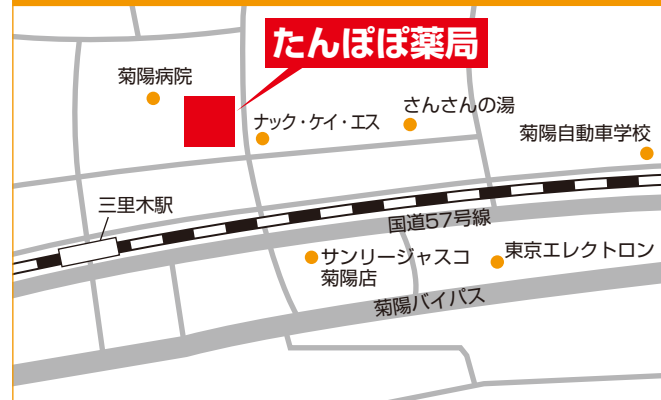 たんぽぽ薬局
菊陽病院
ナック・ケイ・エス
さんさんの湯
菊陽自動車学校
三里木駅
国道57号線
サンリージャスコ
菊陽店
東京エレクトロン
菊陽バイパス